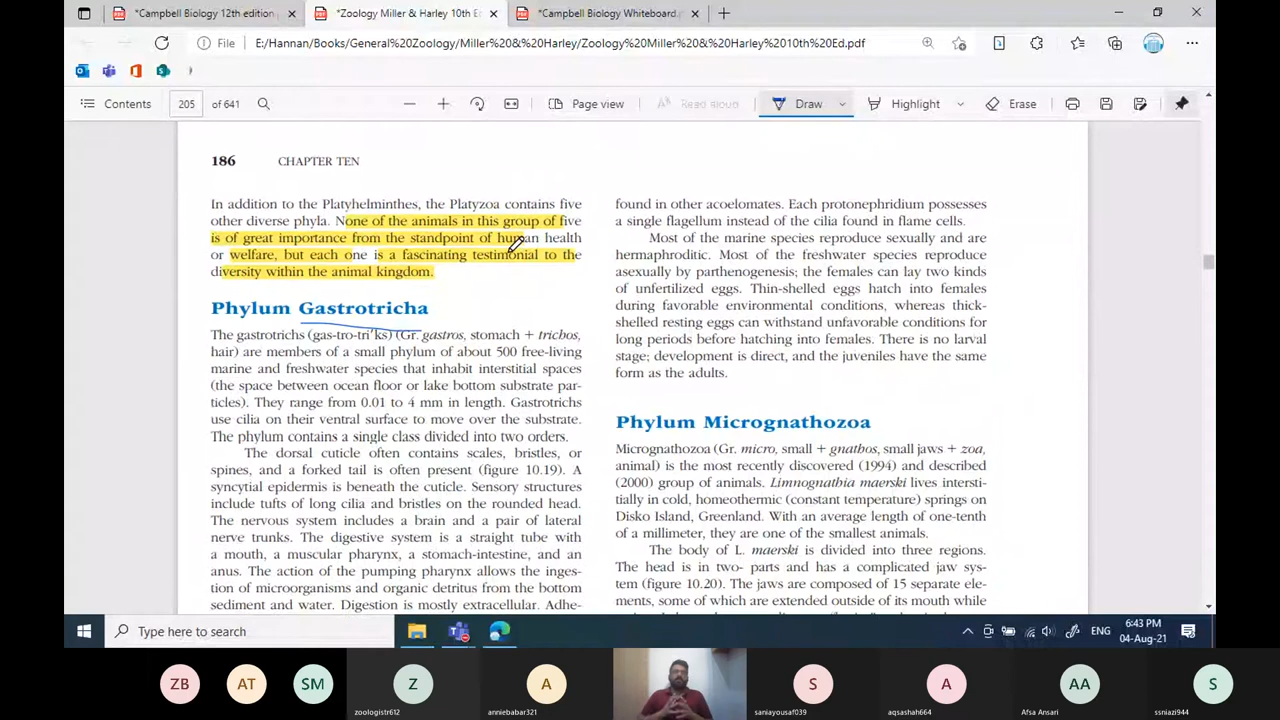 *Campbell Biology 12th edition
*Zoology Miller & Harley 10th E
*Campbell Biology Whiteboard.
File
E:/Hannan/Books/General%20Zoology/Miller%20&%20Harley/Zoology%20Miller%20&%20Harley%2010th%20Ed.pdf
Contents
205
of 641
Page view
Read aloud
Draw
Highlight
Erase
186 CHAPTER TEN
In addition to the Platyhelminthes, the Platyzoa contains five
other diverse phyla. None of the animals in this group of five
is of great importance from the standpoint of human health
or welfare, but each one is a fascinating testimonial to the
diversity within the animal kingdom.
Phylum Gastrotricha
The gastrotrichs (gas-tro-tri′ks) (Gr. gastros, stomach + trichos,
hair) are members of a small phylum of about 500 free-living
marine and freshwater species that inhabit interstitial spaces
(the space between ocean floor or lake bottom substrate par-
ticles). They range from 0.01 to 4 mm in length. Gastrotrichs
use cilia on their ventral surface to move over the substrate.
The phylum contains a single class divided into two orders.
The dorsal cuticle often contains scales, bristles, or
spines, and a forked tail is often present (figure 10.19). A
syncytial epidermis is beneath the cuticle. Sensory structures
include tufts of long cilia and bristles on the rounded head.
The nervous system includes a brain and a pair of lateral
nerve trunks. The digestive system is a straight tube with
a mouth, a muscular pharynx, a stomach-intestine, and an
anus. The action of the pumping pharynx allows the inges-
tion of microorganisms and organic detritus from the bottom
sediment and water. Digestion is mostly extracellular. Adhe-
found in other acoelomates. Each protonephridium possesses
a single flagellum instead of the cilia found in flame cells.
Most of the marine species reproduce sexually and are
hermaphroditic. Most of the freshwater species reproduce
asexually by parthenogenesis; the females can lay two kinds
of unfertilized eggs. Thin-shelled eggs hatch into females
during favorable environmental conditions, whereas thick-
shelled resting eggs can withstand unfavorable conditions for
long periods before hatching into females. There is no larval
stage; development is direct, and the juveniles have the same
form as the adults.
Phylum Micrognathozoa
Micrognathozoa (Gr. micro, small + gnathos, small jaws + zoa,
animal) is the most recently discovered (1994) and described
(2000) group of animals. Limnognathia maerski lives intersti-
tially in cold, homeothermic (constant temperature) springs on
Disko Island, Greenland. With an average length of one-tenth
of a millimeter, they are one of the smallest animals.
The body of L. maerski is divided into three regions.
The head is in two- parts and has a complicated jaw sys-
tem (figure 10.20). The jaws are composed of 15 separate ele-
ments, some of which are extended outside of its mouth while
Type here to search
ENG
6:43 PM
04-Aug-21
ZB
AT
SM
Z
A
S
A
AA
S
zoologistr612
anniebabar321
saniayousaf039
aqsashah664
Afsa Ansari
ssniazi944